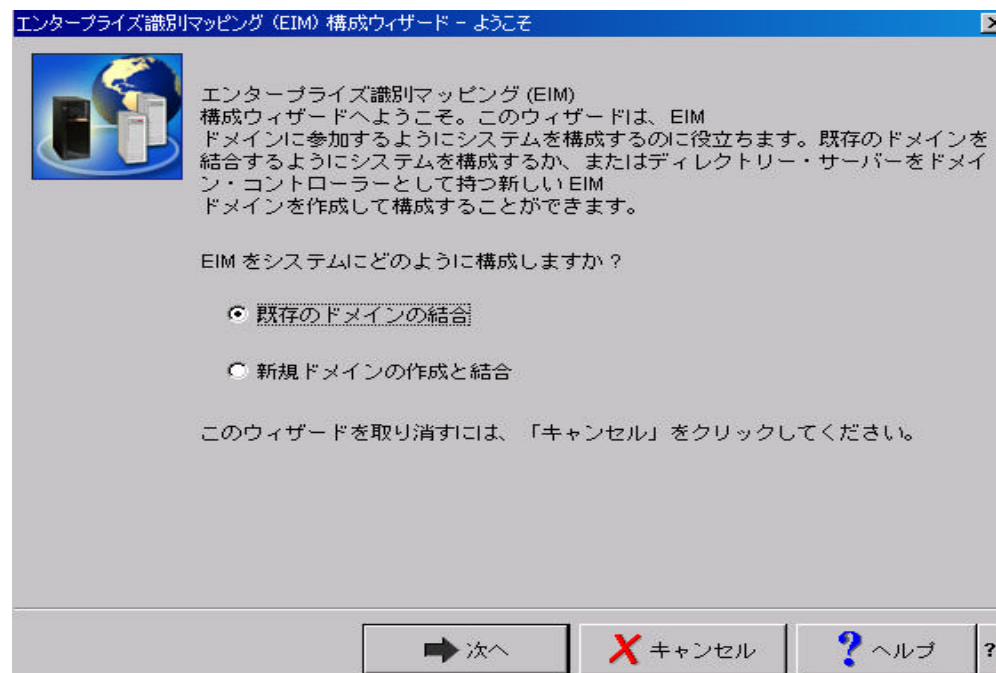 エンタープライズ識別マッピング (EIM) 構成ウィザード - ようこそ
エンタープライズ識別マッピング (EIM)
構成ウィザードへようこそ。このウィザードは、EIM
ドメインに参加するようにシステムを構成するのに役立ちます。既存のドメインを
結合するようにシステムを構成するか、またはディレクトリー・サーバーをドメイ
ン・コントローラーとして持つ新しい EIM
ドメインを作成して構成することができます。
EIM をシステムにどのように構成しますか？
既存のドメインの結合
新規ドメインの作成と結合
このウィザードを取り消すには、「キャンセル」をクリックしてください。
次へ
キャンセル
? ヘルプ
?